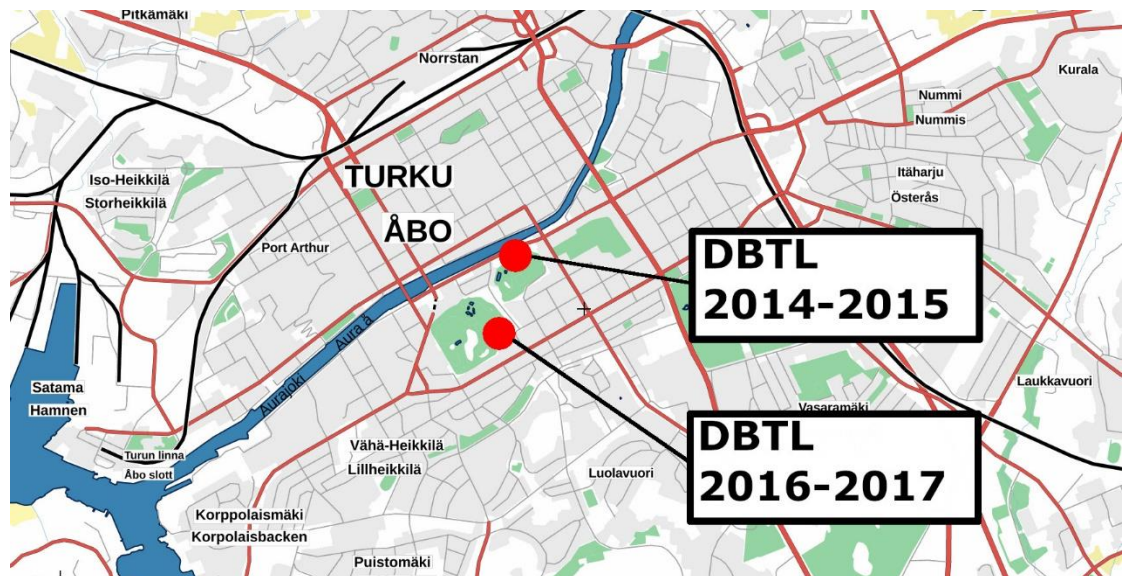 Pitkämäki
Norrstan
Kurala
Nummi
Nummis
Iso-Heikkilä
Storheikkilä
TURKU
ÅBO
Itäharju
Österås
Port Arthur
DBTL
2014-2015
Aura å
Aurajoki
Satama
Hamnen
Laukkavuori
Vasaramäki
DBTL
2016-2017
Vähä-Heikkilä
Lillheikkilä
Turun linna
Åbo slott
Luolavuori
Korppolaismäki
Korpolaisbacken
Puistomäki